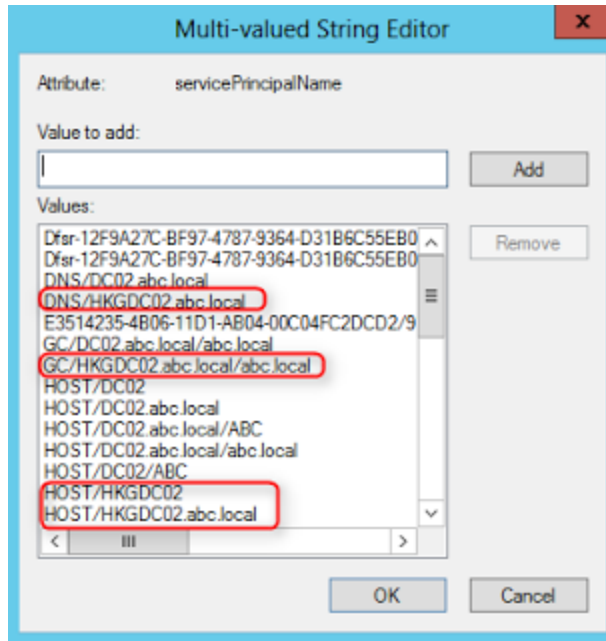 Multi-valued String Editor
x
Attribute: servicePrincipalName
Value to add:
Add
Values:
Remove
Dfsr-12F9A27C-BF97-4787-9364-D31B6C55EB0
Dfsr-12F9A27C-BF97-4787-9364-D31B6C55EB0
DNS/DC02.abc.local
DNS/HKGDC02.abc.local
E3514235-4B06-11D1-AB04-00C04FC2DCD2/9
GC/DC02.abc.local/abc.local
GC/HKGDC02.abc.local/abc.local
HOST/DC02
HOST/DC02.abc.local
HOST/DC02.abc.local/ABC
HOST/DC02.abc.local/abc.local
HOST/DC02/ABC
HOST/HKGDC02
HOST/HKGDC02.abc.local
OK
Cancel